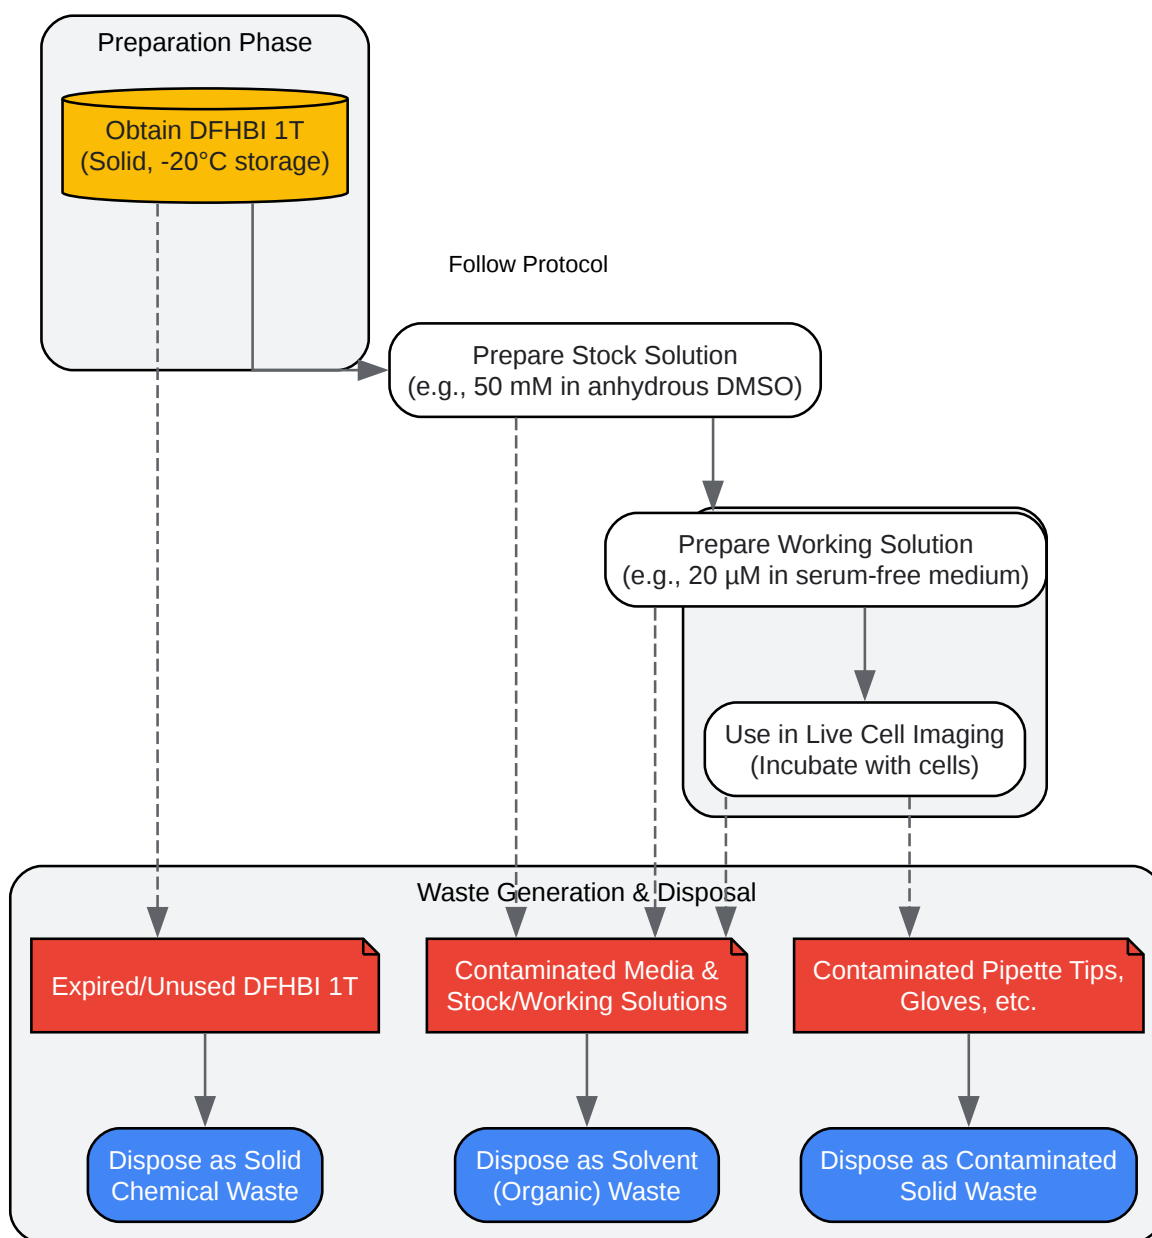 Preparation Phase
Obtain DFHBI 1T
(Solid, -20°C storage)
Follow Protocol
Prepare Stock Solution
(e.g., 50 mM in anhydrous DMSO)
Prepare Working Solution
(e.g., 20 µM in serum-free medium)
Use in Live Cell Imaging
(Incubate with cells)
Waste Generation & Disposal
Expired/Unused DFHBI 1T
Contaminated Media &
Stock/Working Solutions
Contaminated Pipette Tips,
Gloves, etc.
Dispose as Solid
Chemical Waste
Dispose as Solvent
(Organic) Waste
Dispose as Contaminated
Solid Waste